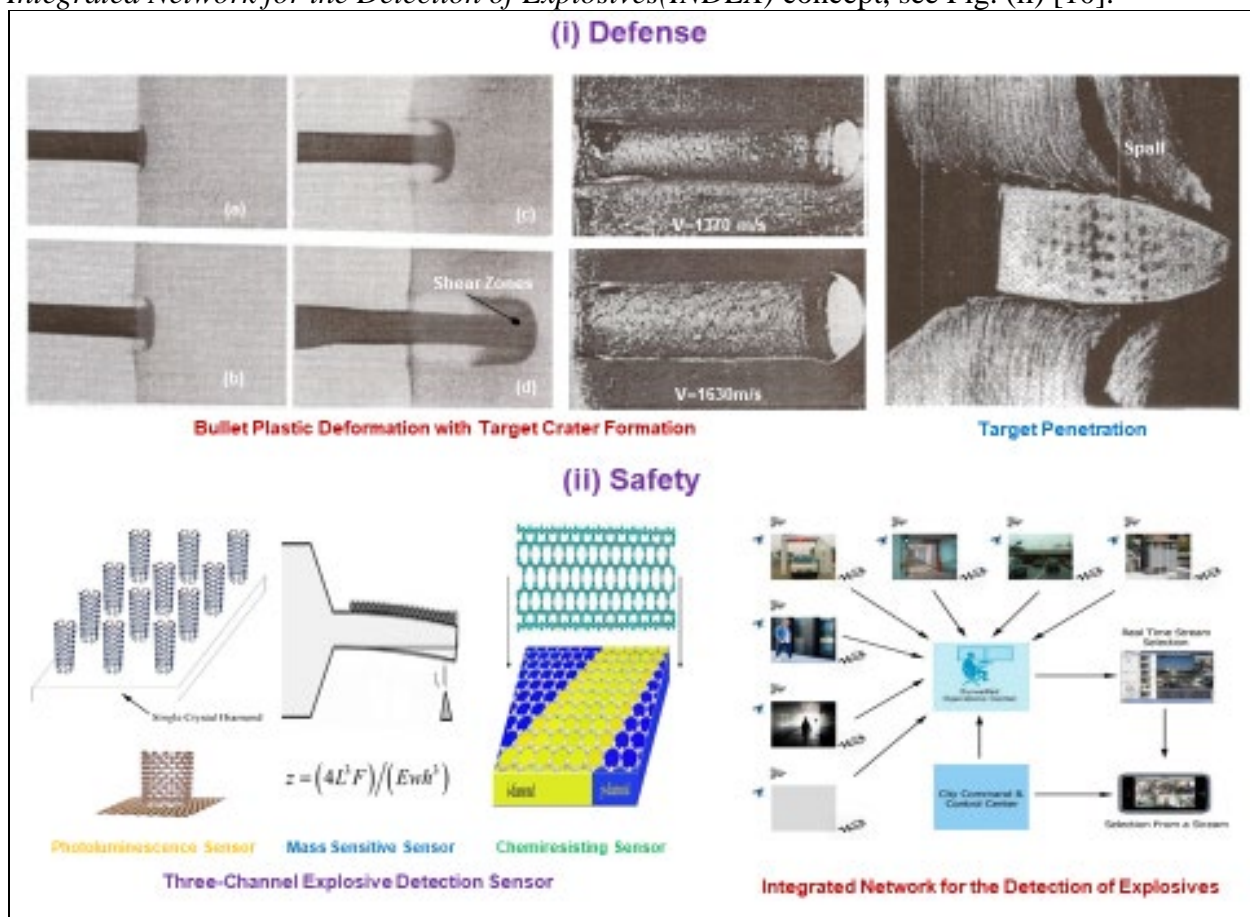 Integrated Network for the Detection of Explosives(INDEX) concept, see Fig. (ii) [10].
(i) Defense
(a)
(c)
V=1370 m/s
Spall
Shear Zones
(b)
(d)
V=1630m/s
Bullet Plastic Deformation with Target Crater Formation
Target Penetration
(ii) Safety
Single Crystal Diamond
z = (4L³F)/(Ewh³)
Real Time Stream
Selection
City Command &
Control Center
Selection From a Stream
Photoluminescence Sensor
Mass Sensitive Sensor
Chemiresisting Sensor
Three-Channel Explosive Detection Sensor
Integrated Network for the Detection of Explosives